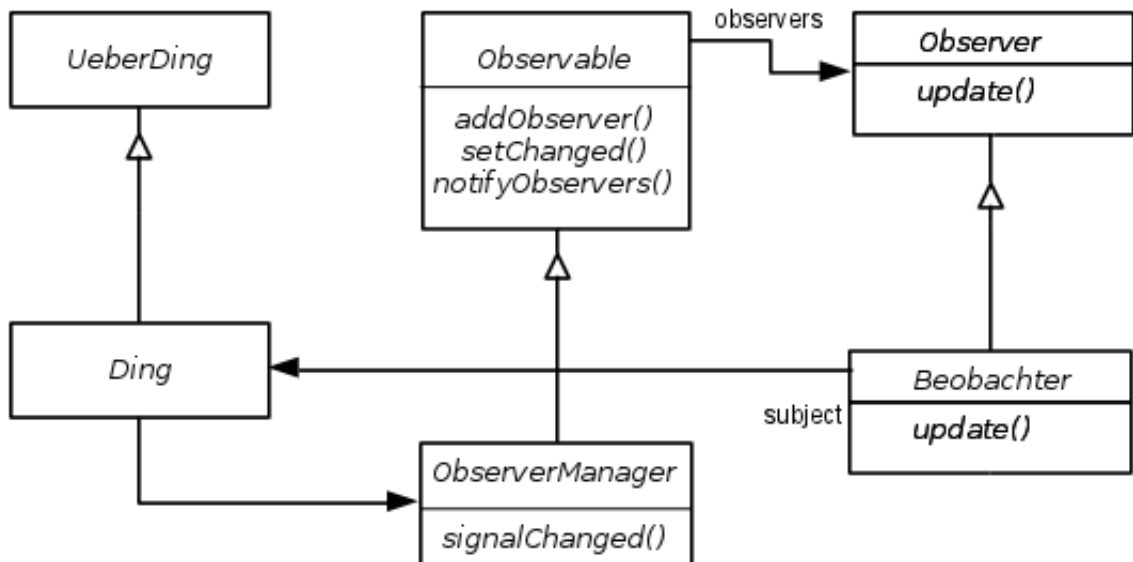 UeberDing
Observable
addObserver()
setChanged()
notifyObservers()
observers
Observer
update()
Ding
Beobachter
update()
subject
ObserverManager
signalChanged()